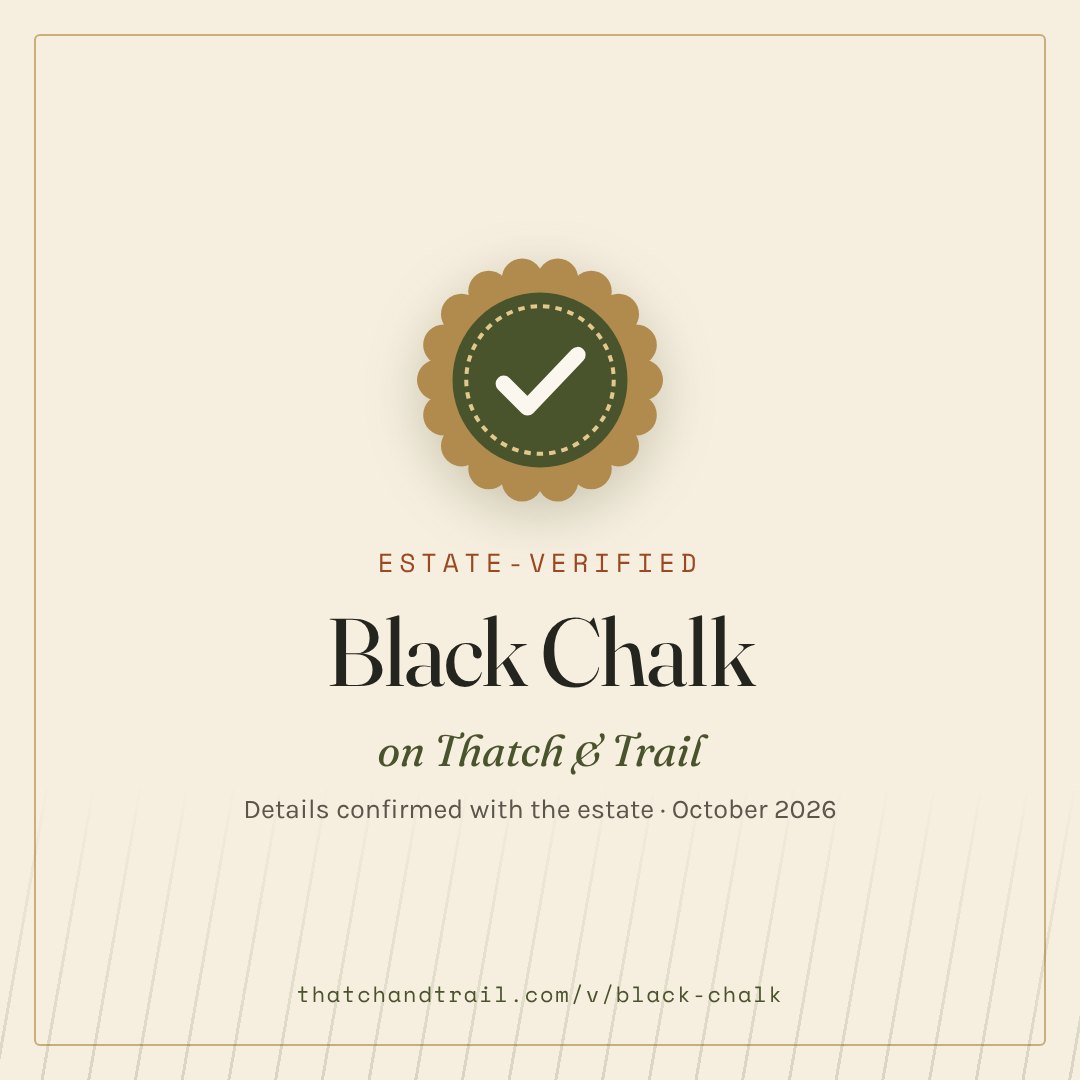 ESTATE-VERIFIED
Black Chalk
on Thatch & Trail
Details confirmed with the estate · October 2026
thatchandtrail.com/v/black-chalk